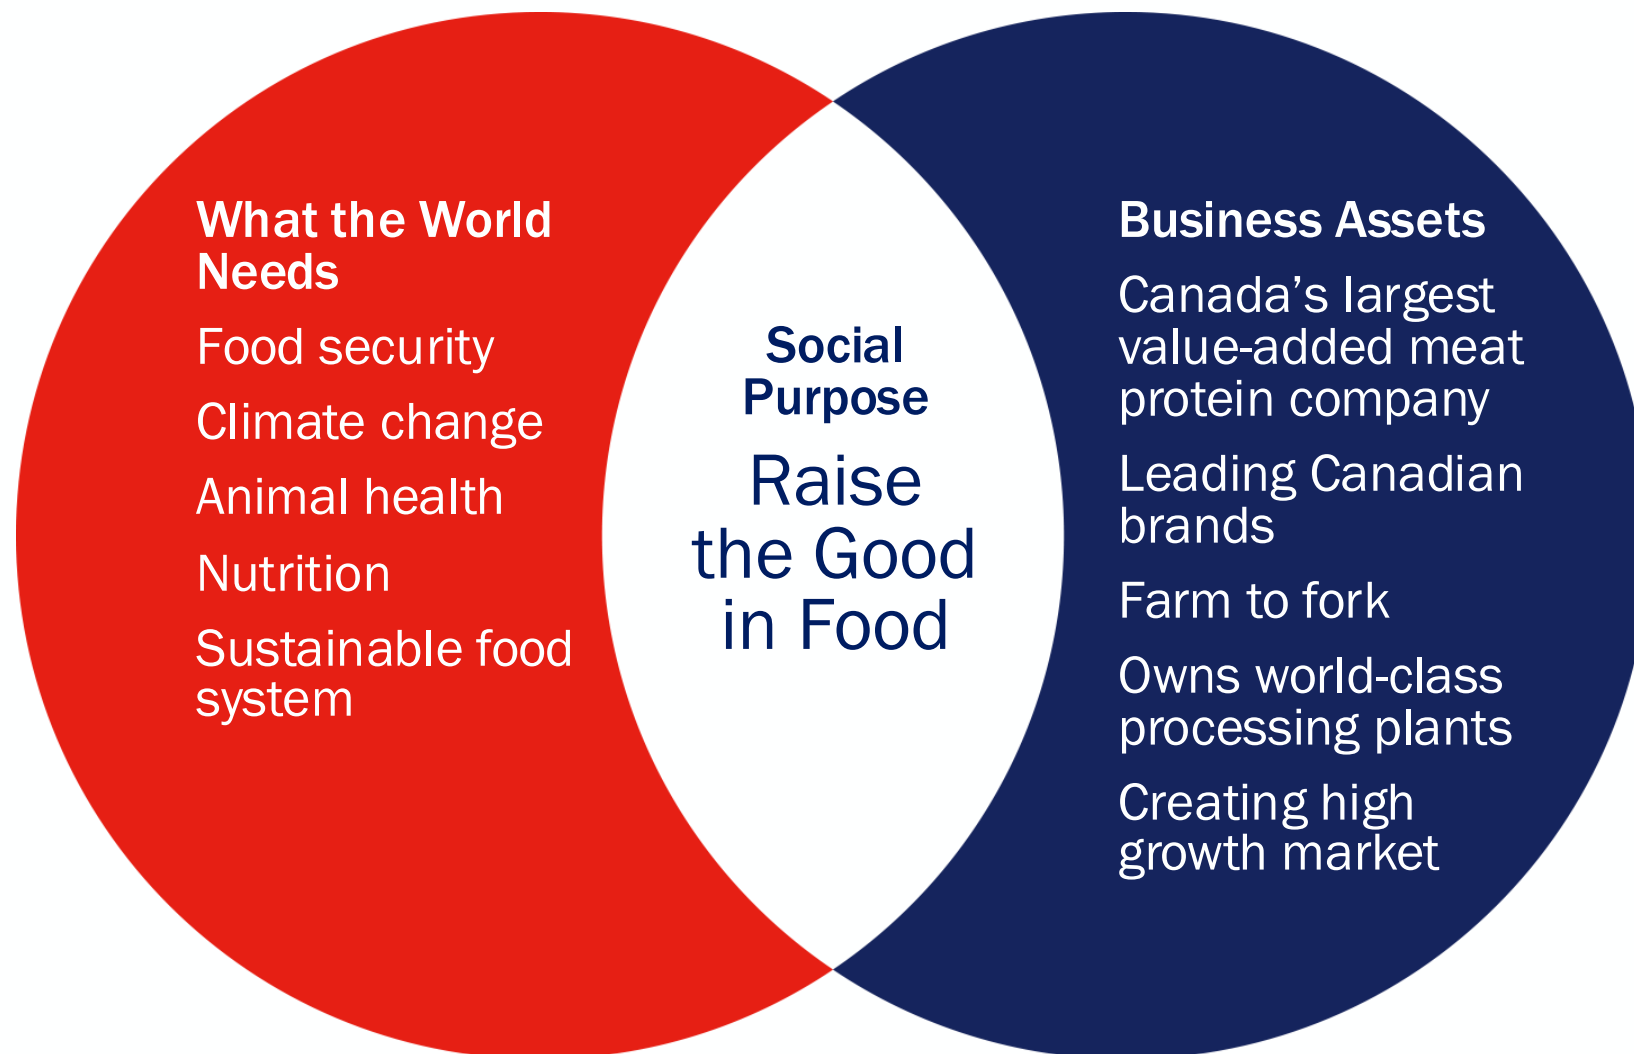 What the World
Needs
Food security
Climate change
Animal health
Nutrition
Sustainable food
system
Social
Purpose
Raise
the Good
in Food
Business Assets
Canada’s largest
value-added meat
protein company
Leading Canadian
brands
Farm to fork
Owns world-class
processing plants
Creating high
growth market